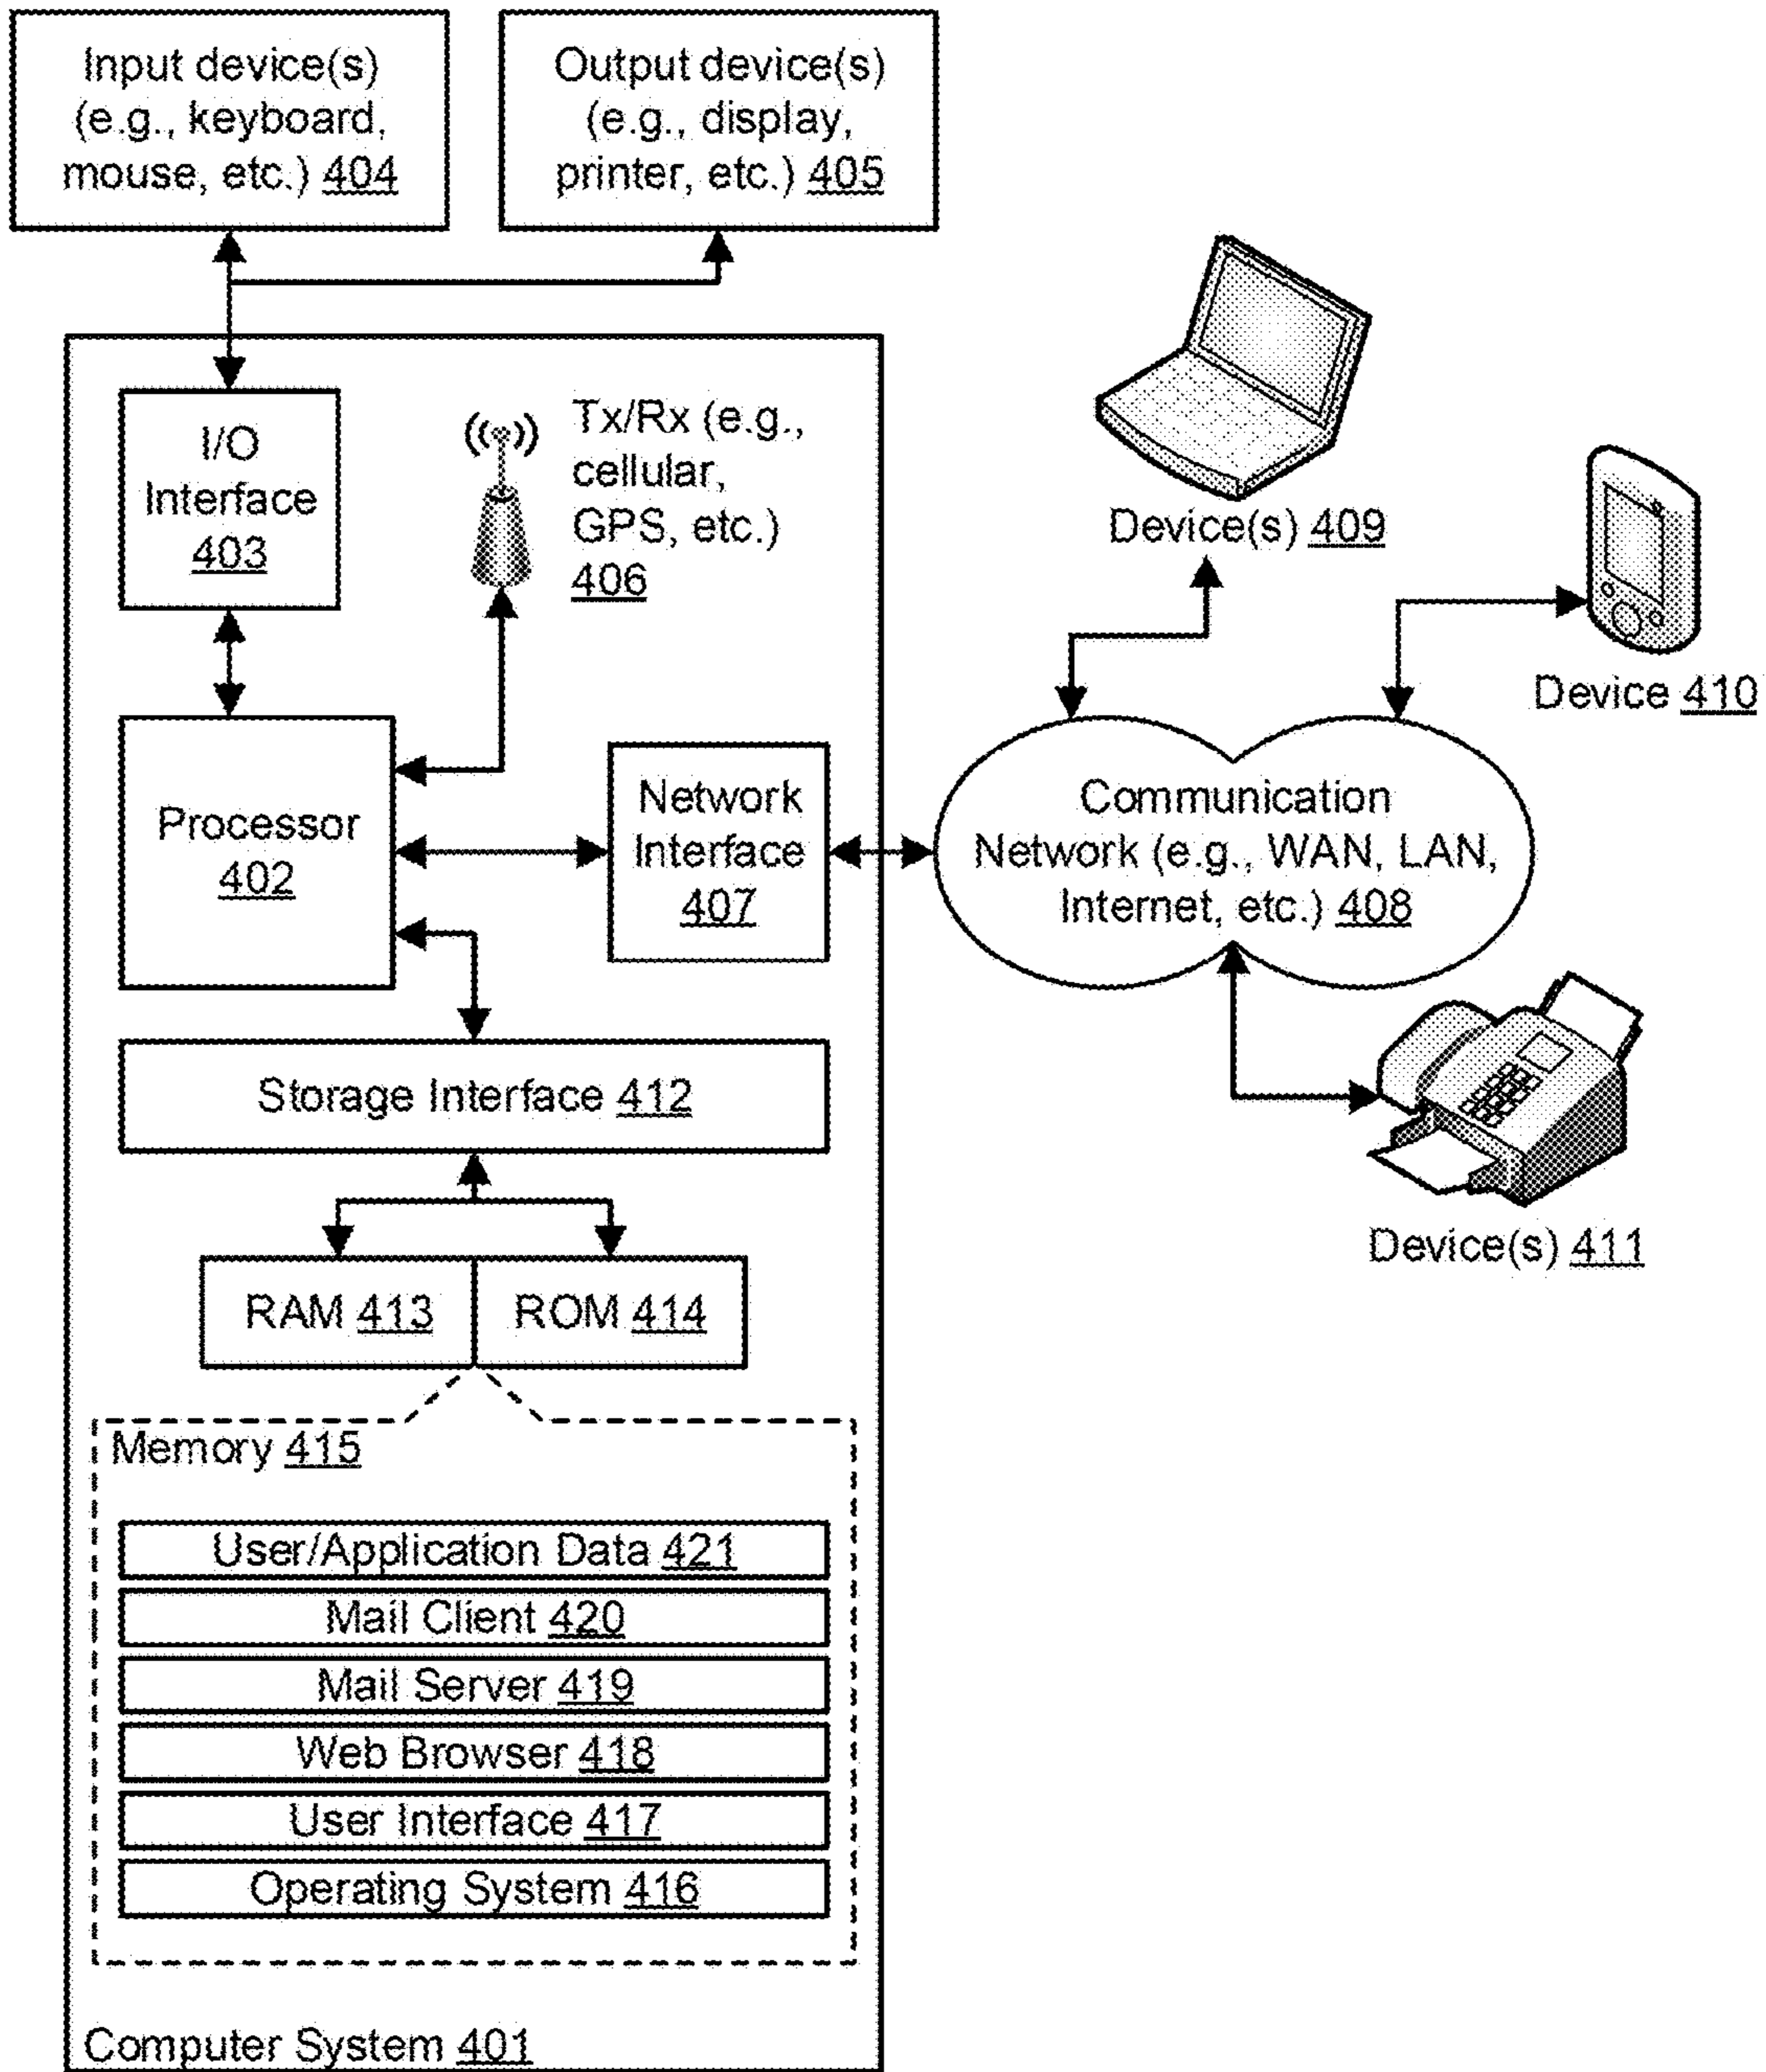 Input device(s)
(e.g., keyboard,
mouse, etc.) 404
Output device(s)
(e.g., display,
printer, etc.) 405
I/O
Interface
403
Tx/Rx (e.g.,
cellular,
GPS, etc.)
406
Device(s) 409
Device 410
Processor
402
Network
Interface
407
Communication
Network (e.g., WAN, LAN,
Internet, etc.) 408
Storage Interface 412
Device(s) 411
RAM 413
ROM 414
Memory 415
User/Application Data 421
Mail Client 420
Mail Server 419
Web Browser 418
User Interface 417
Operating System 416
Computer System 401